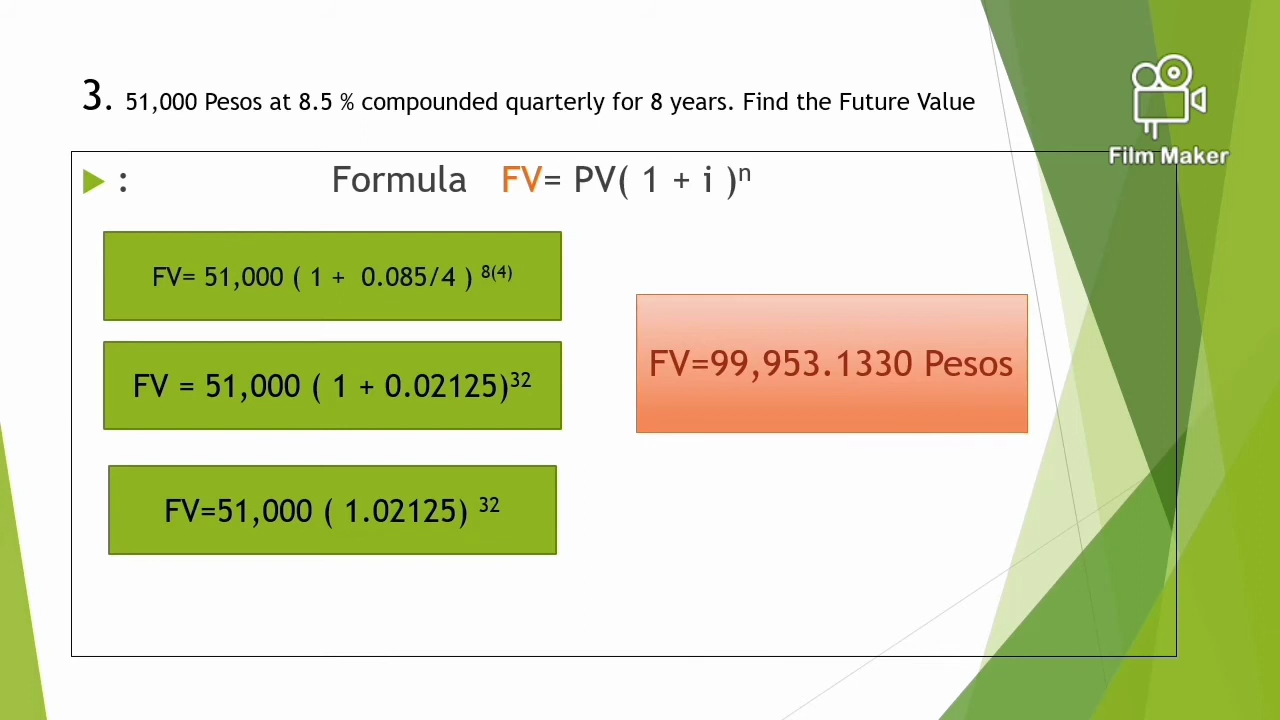 3. 51,000 Pesos at 8.5 % compounded quarterly for 8 years. Find the Future Value
Film Maker
: Formula FV= PV( 1 + i )ⁿ
FV= 51,000 ( 1 + 0.085/4 ) ⁸⁽⁴⁾
FV = 51,000 ( 1 + 0.02125)³²
FV=51,000 ( 1.02125) ³²
FV=99,953.1330 Pesos